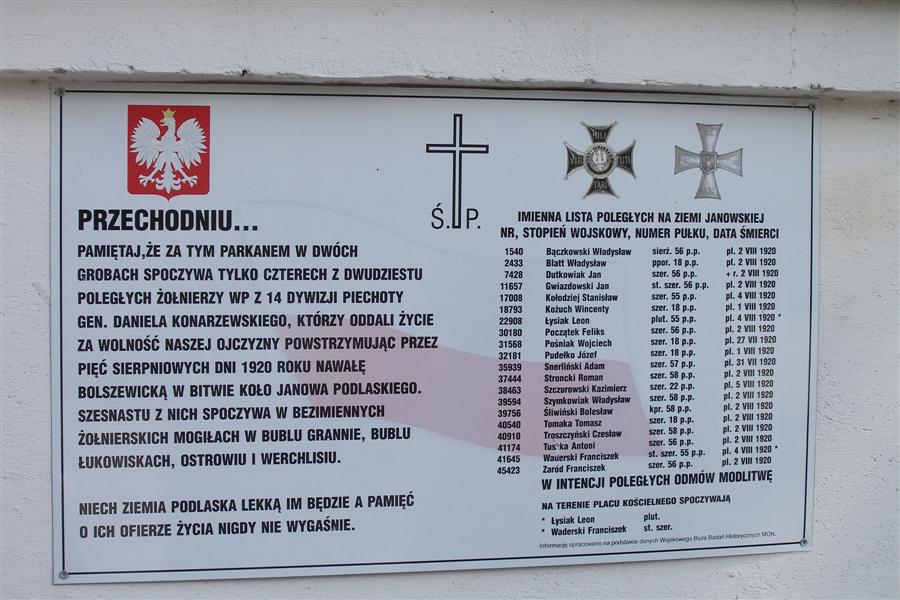 PRZECHODNIU...
PAMIĘTAJ,ŻE ZA TYM PARKANEM W DWÓCH
GROBACH SPOCZYWA TYLKO CZTERECH Z DWUDZIESTU
POLEGŁYCH ŻOŁNIERZY WP Z 14 DYWIZJI PIECHOTY
GEN. DANIELA KONARZEWSKIEGO, KTÓRZY ODDALI ŻYCIE
ZA WOLNOŚĆ NASZEJ OJCZYZNY POWSTRZYMUJĄC PRZEZ
PIĘĆ SIERPNIOWYCH DNI 1920 ROKU NAWAŁĘ
BOLSZEWICKĄ W BITWIE KOŁO JANOWA PODLASKIEGO.
SZESNASTU Z NICH SPOCZYWA W BEZIMIENNYCH
ŻOŁNIERSKICH MOGIŁACH W BUBLU GRANNIE, BUBLU
ŁUKOWISKACH, OSTROWIU I WERCHLISIU.
NIECH ZIEMIA PODLASKA LEKKĄ IM BĘDZIE A PAMIĘĆ
O ICH OFIERZE ŻYCIA NIGDY NIE WYGAŚNIE.
Ś. P.
MILI
VIR TUTI
TARI
IMIENNA LISTA POLEGŁYCH NA ZIEMI JANOWSKIEJ
NR, STOPIEŃ WOJSKOWY, NUMER PUŁKU, DATA ŚMIERCI
1540 Bączkowski Władysław sierż. 56 p.p. pl. 2 VIII 1920
2433 Blatt Władysław ppor. 18 p.p. pl. 2 VIII 1920
7428 Dutkowiak Jan szer. 56 p.p. + r. 2 VIII 1920
11657 Gwiazdowski Jan st. szer. 56 p.p. pl. 2 VIII 1920
17008 Kołodziej Stanisław szer. 55 p.p. pl. 4 VIII 1920
18793 Kożuch Wincenty szer. 18 p.p. pl. 1 VIII 1920
22908 Łysiak Leon plut. 55 p.p. pl. 4 VIII 1920 *
30180 Początek Feliks szer. 56 p.p. pl. 2 VIII 1920
31568 Pośniak Wojciech szer. 18 p.p. pl. 27 VII 1920
32181 Pudełko Józef szer. 18 p.p. pl. 1 VIII 1920
35939 Snerliński Adam szer. 57 p.p. pl. 31 VII 1920
37444 Stroncki Roman szer. 58 p.p. pl. 2 VIII 1920
38463 Szczurowski Kazimierz szer. 22 p.p. pl. 5 VIII 1920
39594 Szymkowiak Władysław szer. 58 p.p. pl. 2 VIII 1920
39756 Śliwiński Bolesław kpr. 58 p.p. pl. 2 VIII 1920
40540 Tomaka Tomasz szer. 18 p.p. pl. 2 VIII 1920
40910 Troszczyński Czesław szer. 58 p.p. pl. 2 VIII 1920
41174 Antoni szer. 56 p.p. pl. 2 VIII 1920
41645 Waderski Franciszek st. szer. 55 p.p. pl. 4 VIII 1920 *
45423 Zaród Franciszek szer. 56 p.p. pl. 2 VIII 1920
W INTENCJI POLEGŁYCH ODMÓW MODLITWĘ
NA TERENIE PLACU KOŚCIELNEGO SPOCZYWAJĄ
* Łysiak Leon plut.
* Waderski Franciszek st. szer.
Informację opracowano na podstawie danych Wojskowego Biura Badań Historycznych MON.